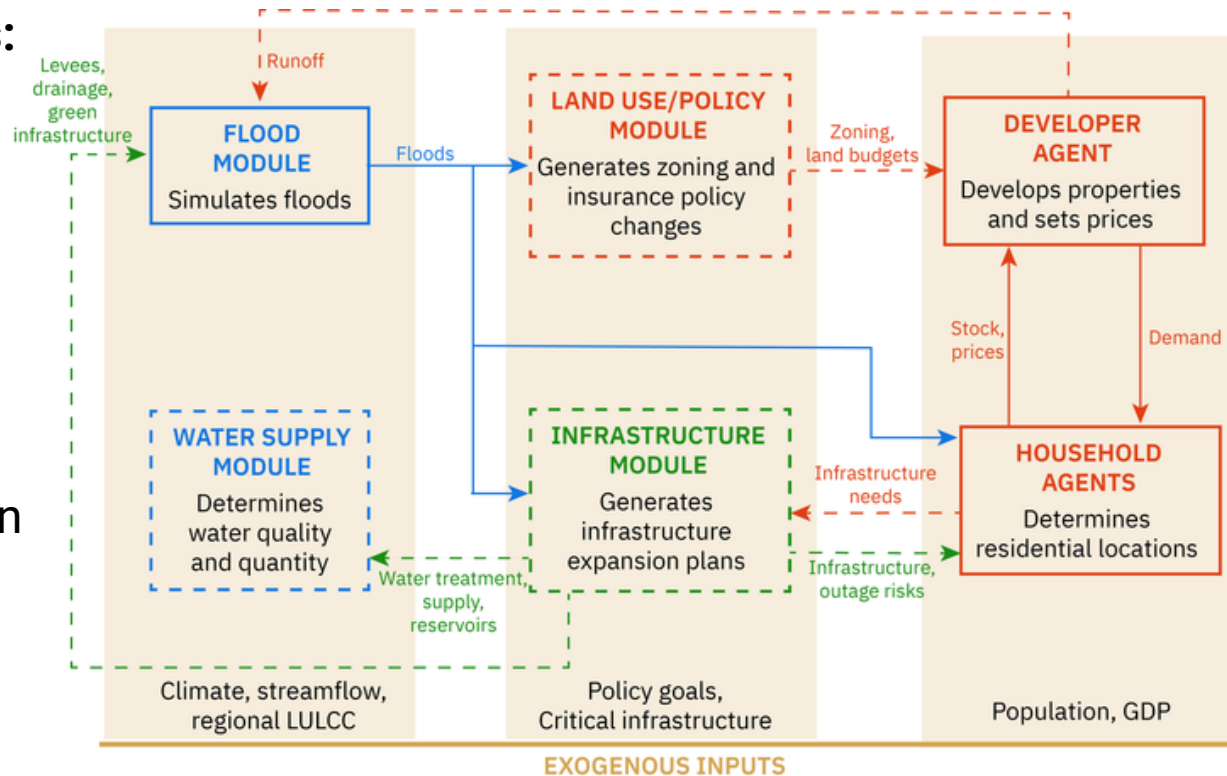 :
n
Levees,
drainage,
green
infrastructure
Runoff
FLOOD
MODULE
Simulates floods
Floods
LAND USE/POLICY
MODULE
Generates zoning and
insurance policy
changes
Zoning,
land budgets
DEVELOPER
AGENT
Develops properties
and sets prices
Stock,
prices
Demand
WATER SUPPLY
MODULE
Determines
water quality
and quantity
INFRASTRUCTURE
MODULE
Generates
infrastructure
expansion plans
Infrastructure
needs
HOUSEHOLD
AGENTS
Determines
residential locations
Water treatment,
supply,
reservoirs
Infrastructure,
outage risks
Climate, streamflow,
regional LULCC
Policy goals,
Critical infrastructure
Population, GDP
EXOGENOUS INPUTS